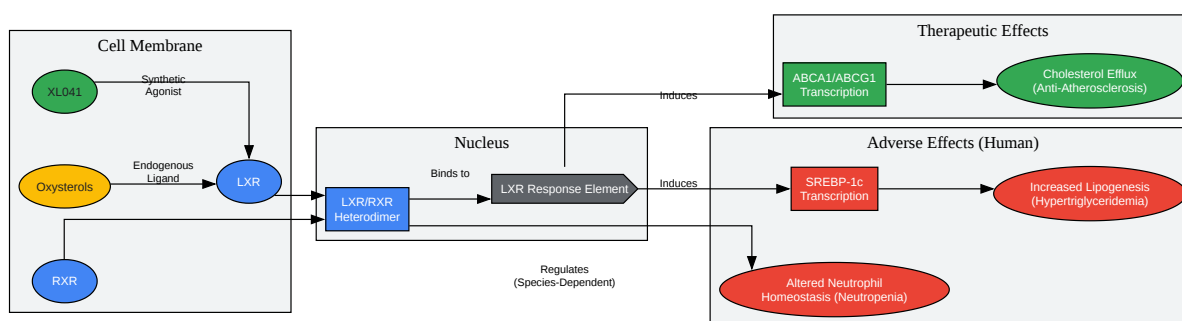 Cell Membrane
XL041
Synthetic
Agonist
Oxysterols
Endogenous
Ligand
LXR
RXR
Nucleus
LXR/RXR
Heterodimer
Binds to
LXR Response Element
Induces
Induces
Regulates
(Species-Dependent)
Therapeutic Effects
ABCA1/ABCG1
Transcription
Cholesterol Efflux
(Anti-Atherosclerosis)
Adverse Effects (Human)
SREBP-1c
Transcription
Increased Lipogenesis
(Hypertriglyceridemia)
Altered Neutrophil
Homeostasis (Neutropenia)